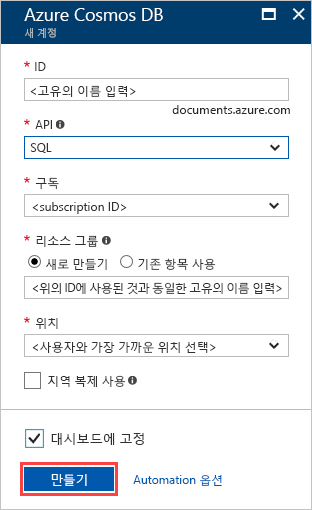 Azure Cosmos DB
새 계정
* ID
<고유의 이름 입력>
documents.azure.com
* API
SQL
* 구독
<subscription ID>
* 리소스 그룹
새로 만들기 기존 항목 사용
<위의 ID에 사용된 것과 동일한 고유의 이름 입력>
* 위치
<사용자와 가장 가까운 위치 선택>
지역 복제 사용
대시보드에 고정
만들기 Automation 옵션